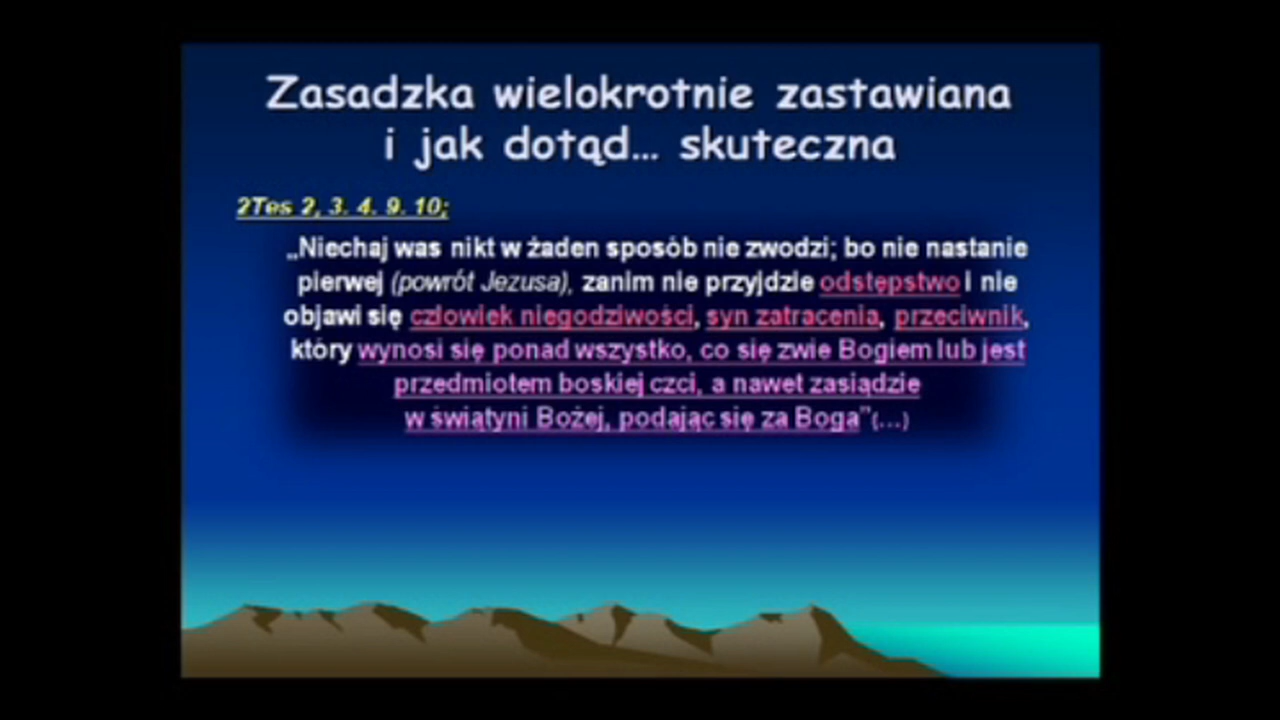 Zasadzka wielokrotnie zastawiana
i jak dotąd... skuteczna
2Tes 2, 3. 4. 9. 10;
„Niechaj was nikt w żaden sposób nie zwodzi; bo nie nastanie
pierwej (powrót Jezusa), zanim nie przyjdzie odstępstwo i nie
objawi się człowiek niegodziwości, syn zatracenia, przeciwnik,
który wynosi się ponad wszystko, co się zwie Bogiem lub jest
przedmiotem boskiej czci, a nawet zasiądzie
w świątyni Bożej, podając się za Boga”(...)